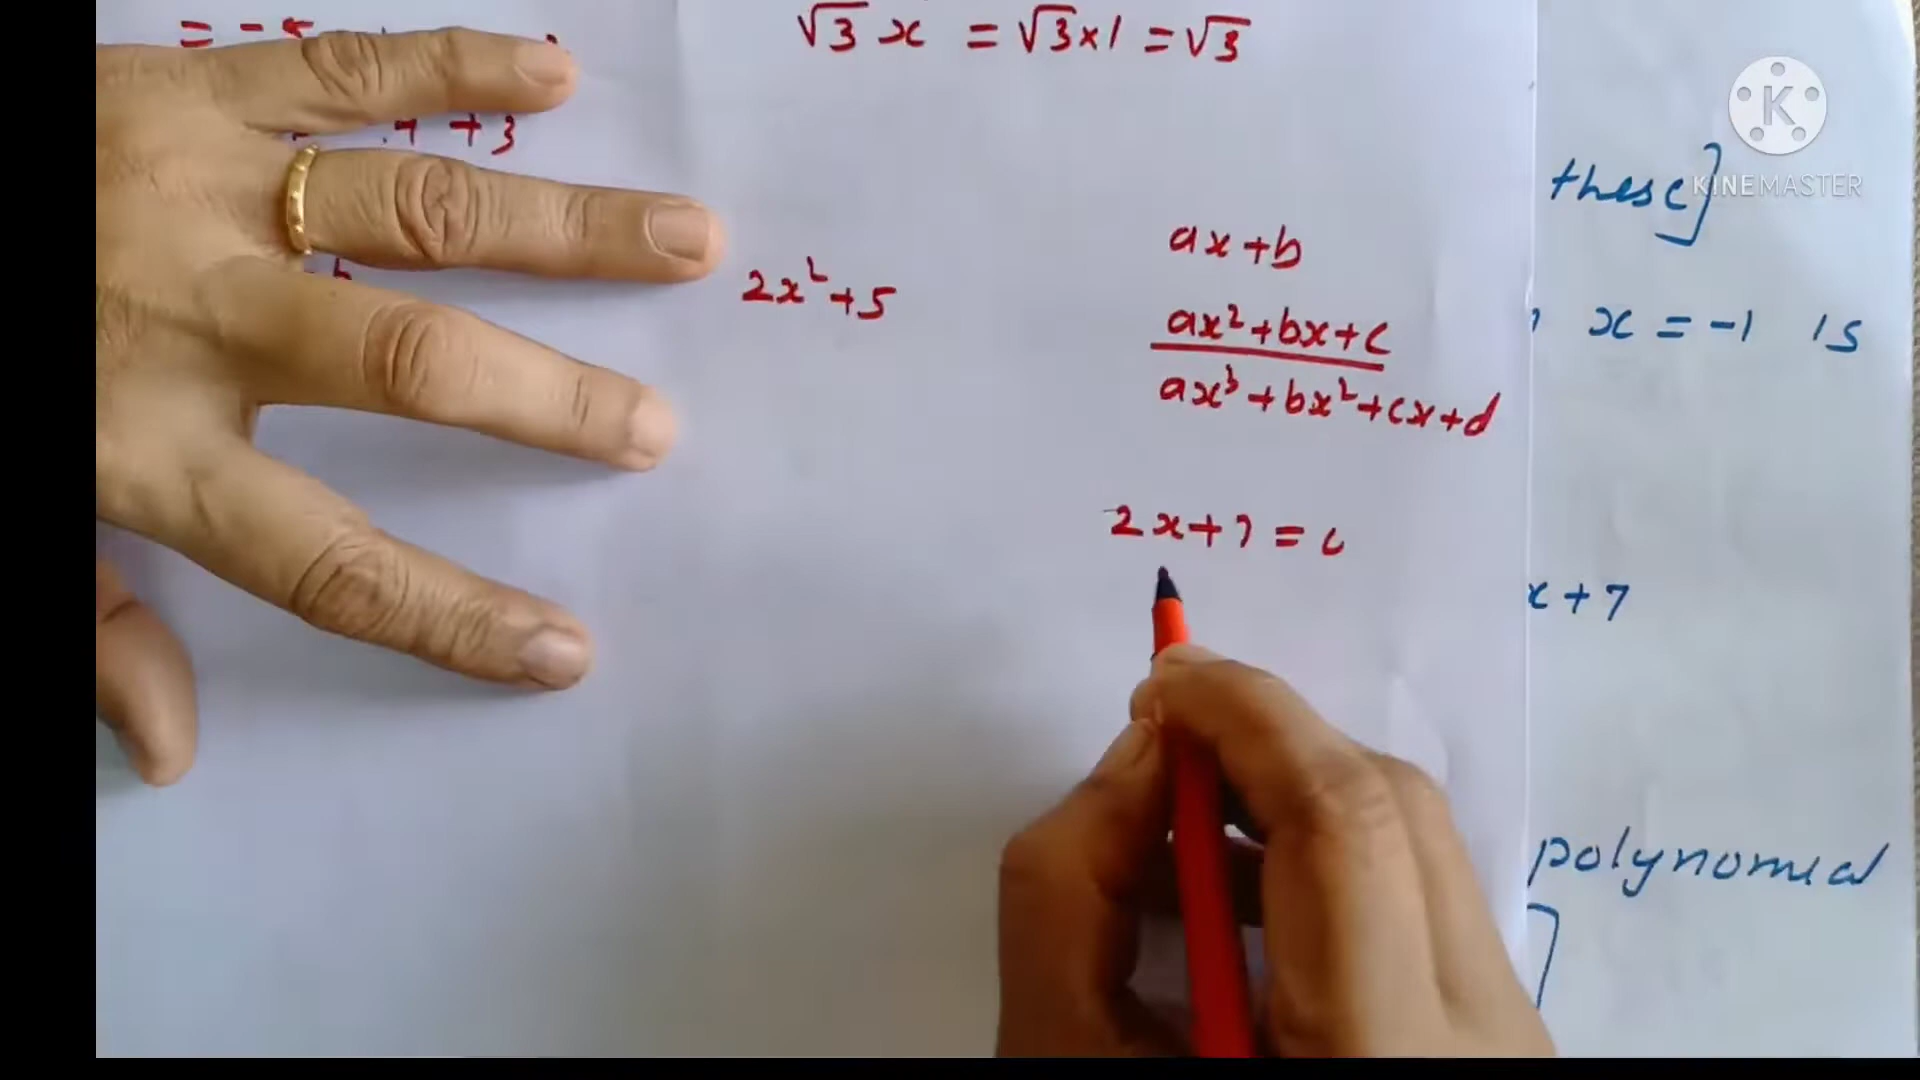 √3 x = √3 × 1 = √3
+ 3
KINEMASTER
these]
ax + b
2x² + 5
ax² + bx + c
x = -1 is
ax³ + bx² + cx + d
2x + 7 = 0
x + 7
polynomial
]